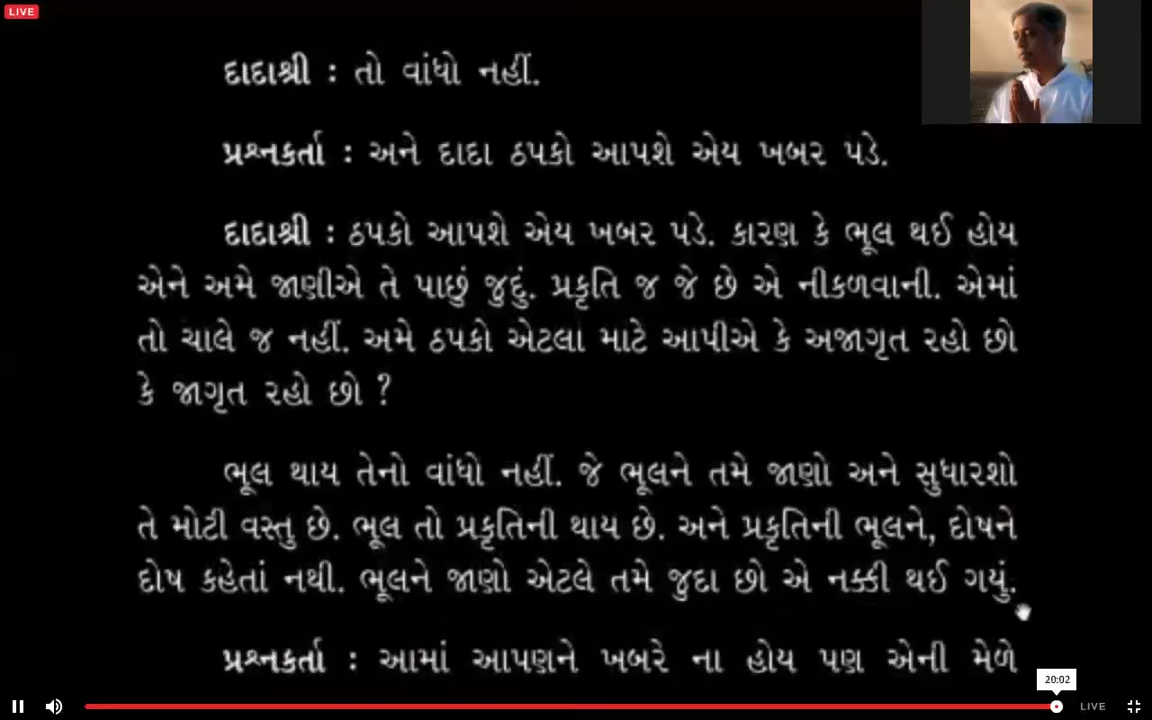 LIVE
દાદાશ્રી : તો વાંધો નહીં.
પ્રશ્નકર્તા : અને દાદા ઠપકો આપશે એય ખબર પડે.
દાદાશ્રી : ઠપકો આપશે એય ખબર પડે. કારણ કે ભૂલ થઈ હોય
એને અમે જાણીએ તે પાછું જુદું. પ્રકૃતિ જ જે છે એ નીકળવાની. એમાં
તો ચાલે જ નહીં. અમે ઠપકો એટલા માટે આપીએ કે અજાગૃત રહો છો
કે જાગૃત રહો છો ?
ભૂલ થાય તેનો વાંધો નહીં. જે ભૂલને તમે જાણો અને સુધારશો
તે મોટી વસ્તુ છે. ભૂલ તો પ્રકૃતિની થાય છે. અને પ્રકૃતિની ભૂલને, દોષને
દોષ કહેતાં નથી. ભૂલને જાણો એટલે તમે જુદા છો એ નક્કી થઈ ગયું.
પ્રશ્નકર્તા : આમાં આપણને ખબરે ના હોય પણ એની મેળે
20:02
LIVE